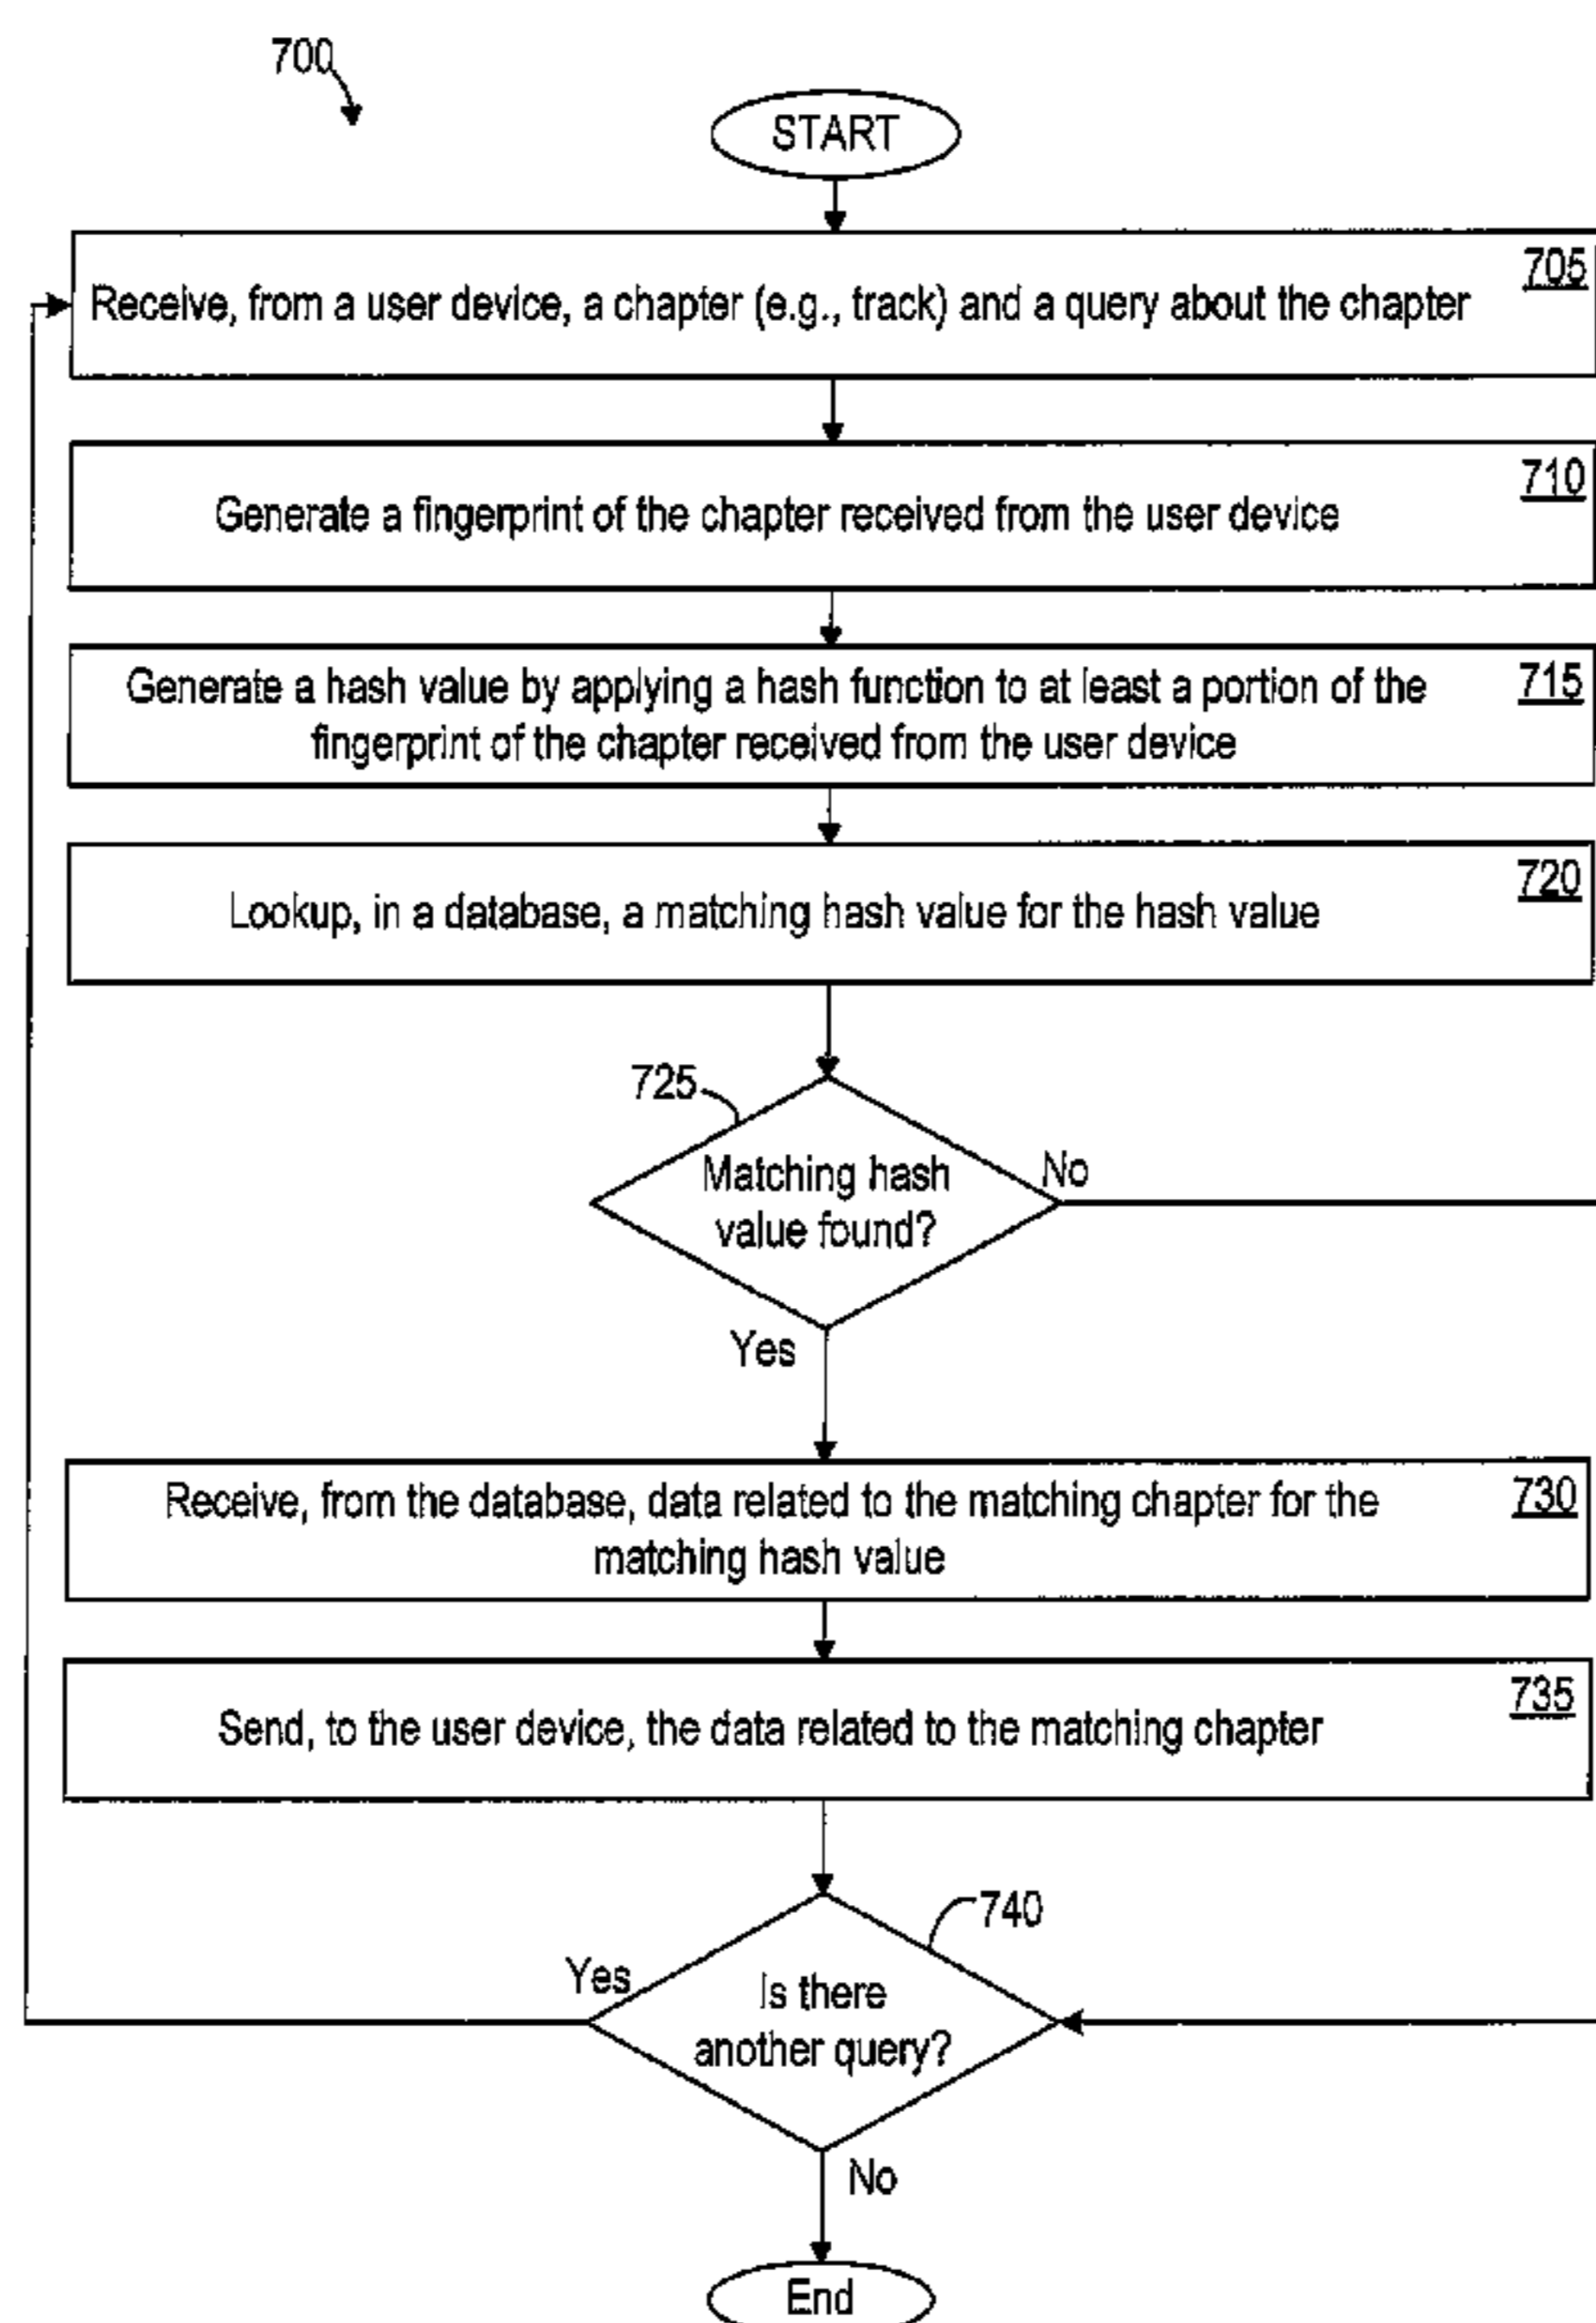 700
START
705
Receive, from a user device, a chapter (e.g., track) and a query about the chapter
710
Generate a fingerprint of the chapter received from the user device
715
Generate a hash value by applying a hash function to at least a portion of the
fingerprint of the chapter received from the user device
720
Lookup, in a database, a matching hash value for the hash value
725
Matching hash
value found?
No
Yes
730
Receive, from the database, data related to the matching chapter for the
matching hash value
735
Send, to the user device, the data related to the matching chapter
740
Yes
Is there
another query?
No
End